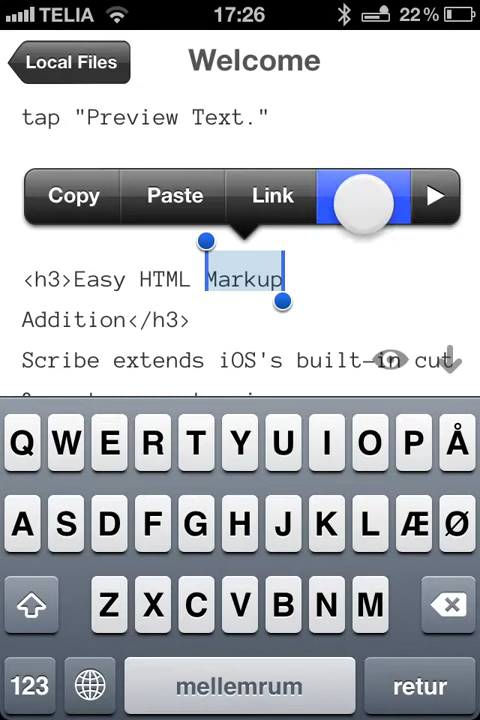 TELIA 17:26 22%
Local Files Welcome
tap "Preview Text."
Copy Paste Link
<h3>Easy HTML Markup
Addition</h3>
Scribe extends iOS's built-in cut
Q W E R T Y U I O P Å
A S D F G H J K L Æ Ø
Z X C V B N M
123 mellemrum retur